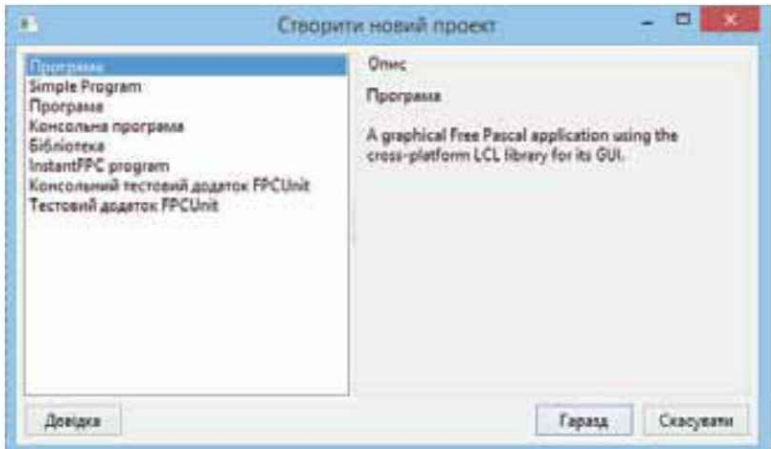 Створити новий проект
Програма
Simple Program
Програма
Консольна програма
Бібліотека
InstantFPC program
Консольний тестовий додаток FPCUnit
Тестовий додаток FPCUnit
Опис
Програма
A graphical Free Pascal application using the
cross-platform LCL library for its GUI.
Довідка
Гаразд
Скасувати